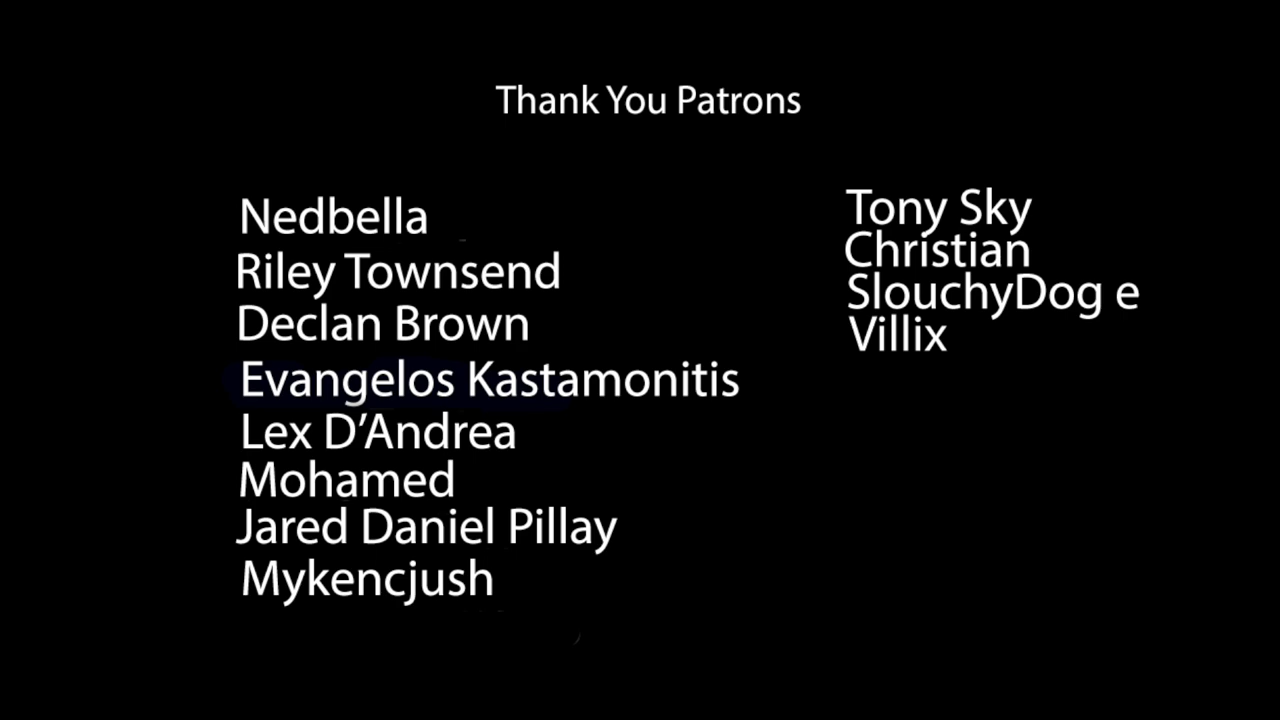 Thank You Patrons
Nedbella
Riley Townsend
Declan Brown
Evangelos Kastamonitis
Lex D’Andrea
Mohamed
Jared Daniel Pillay
Mykencjush
Tony Sky
Christian
SlouchyDog e
Villix